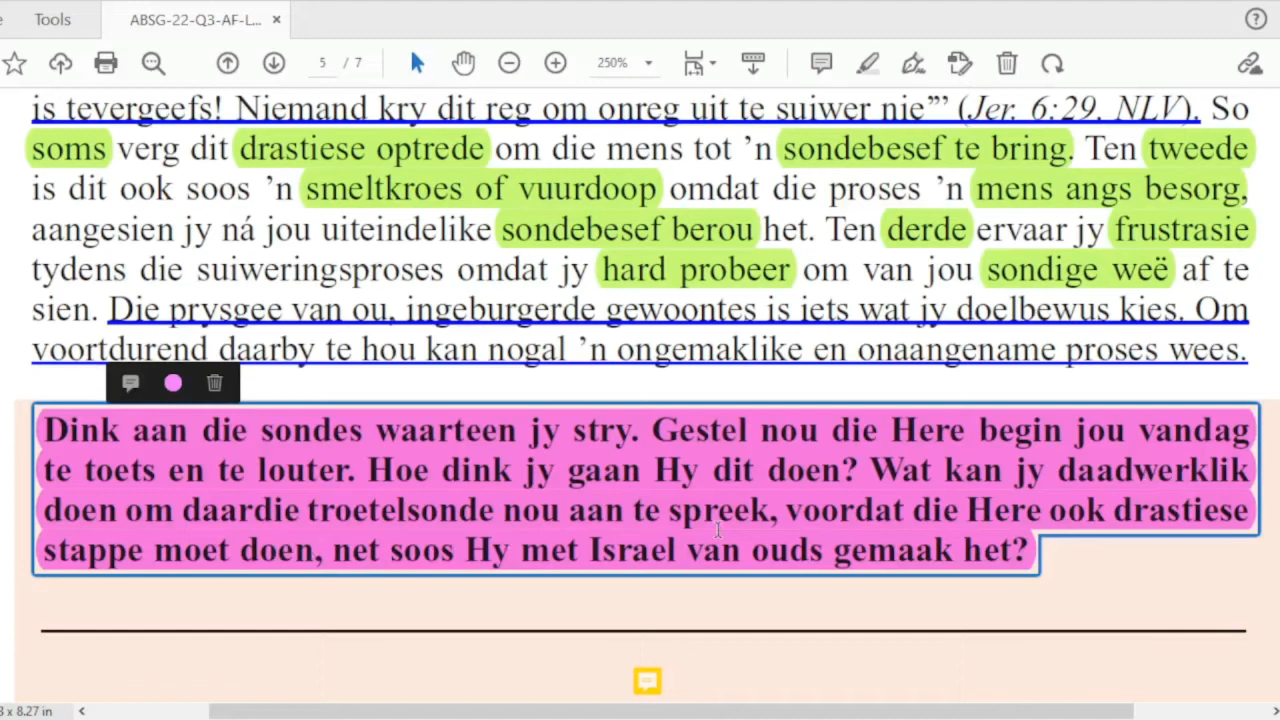 Tools
ABSG-22-Q3-AF-L... ×
5 / 7
250%
is tevergeefs! Niemand kry dit reg om onreg uit te suiwer nie”’ (Jer. 6:29, NLV). So
soms verg dit drastiese optrede om die mens tot ’n sondebesef te bring. Ten tweede
is dit ook soos ’n smeltkroes of vuurdoop omdat die proses ’n mens angs besorg,
aangesien jy ná jou uiteindelike sondebesef berou het. Ten derde ervaar jy frustrasie
tydens die suiweringsproses omdat jy hard probeer om van jou sondige weë af te
sien. Die prysgee van ou, ingeburgerde gewoontes is iets wat jy doelbewus kies. Om
voortdurend daarby te hou kan nogal ’n ongemaklike en onaangename proses wees.
Dink aan die sondes waarteen jy stry. Gestel nou die Here begin jou vandag
te toets en te louter. Hoe dink jy gaan Hy dit doen? Wat kan jy daadwerklik
doen om daardie troetelsonde nou aan te spreek, voordat die Here ook drastiese
stappe moet doen, net soos Hy met Israel van ouds gemaak het?
x 8.27 in